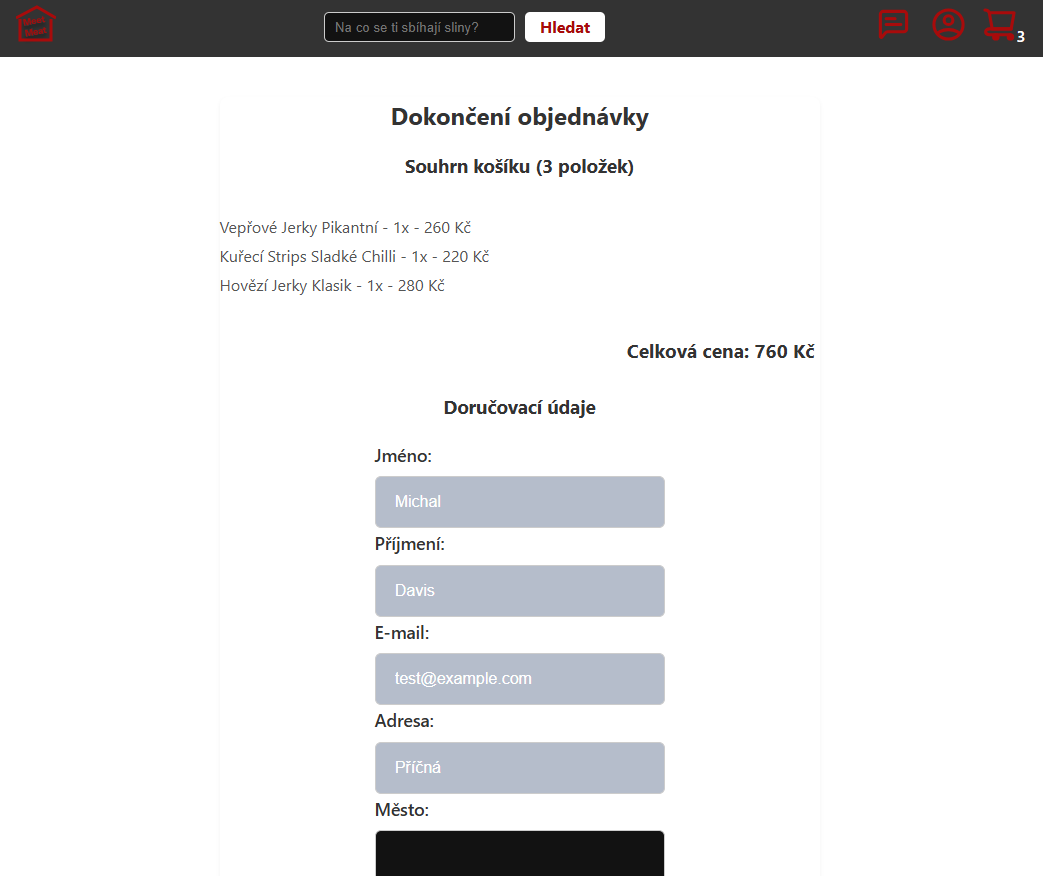 Na co se ti sbíhají sliny?
Hledat
3
Dokončení objednávky
Souhrn košíku (3 položek)
Vepřové Jerky Pikantní - 1x - 260 Kč
Kuřecí Strips Sladké Chilli - 1x - 220 Kč
Hovězí Jerky Klasik - 1x - 280 Kč
Celková cena: 760 Kč
Doručovací údaje
Jméno:
Michal
Příjmení:
Davis
E-mail:
test@example.com
Adresa:
Příčná
Město: